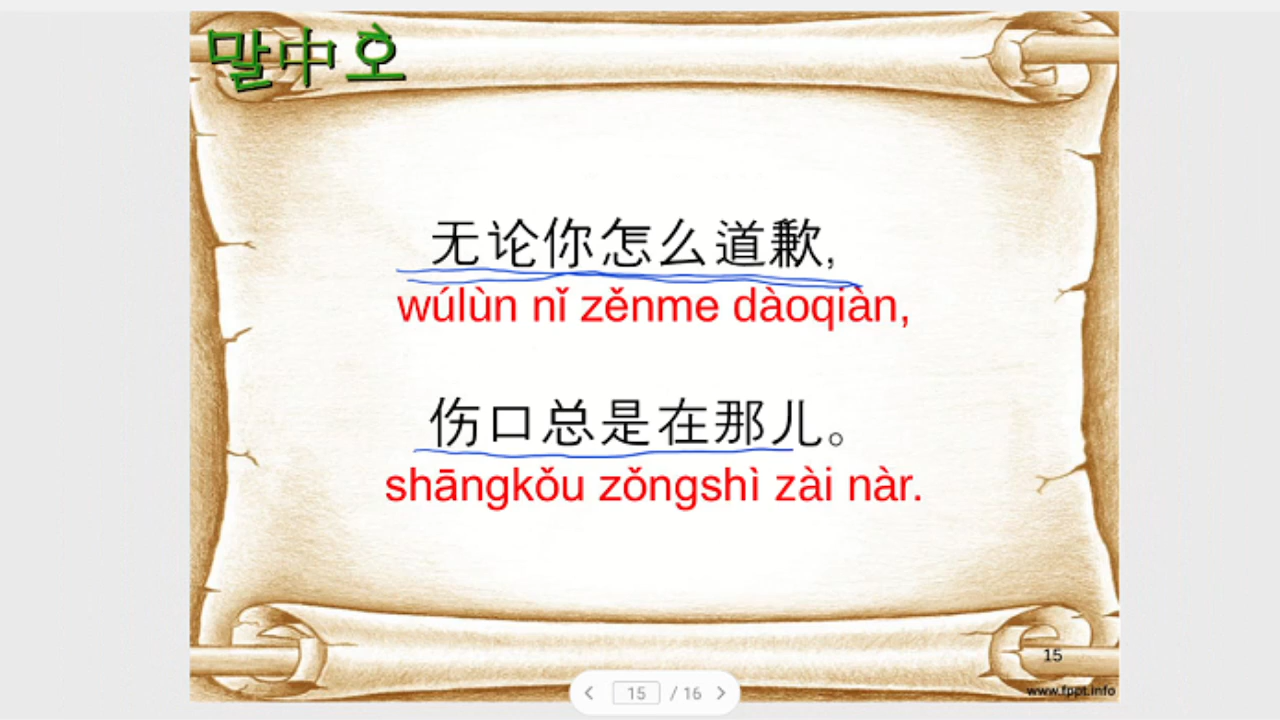 말中호
无论你怎么道歉,
wúlùn nǐ zěnme dàoqiàn,
伤口总是在那儿。
shāngkǒu zǒngshì zài nàr.
15
www.fppt.info
15 / 16